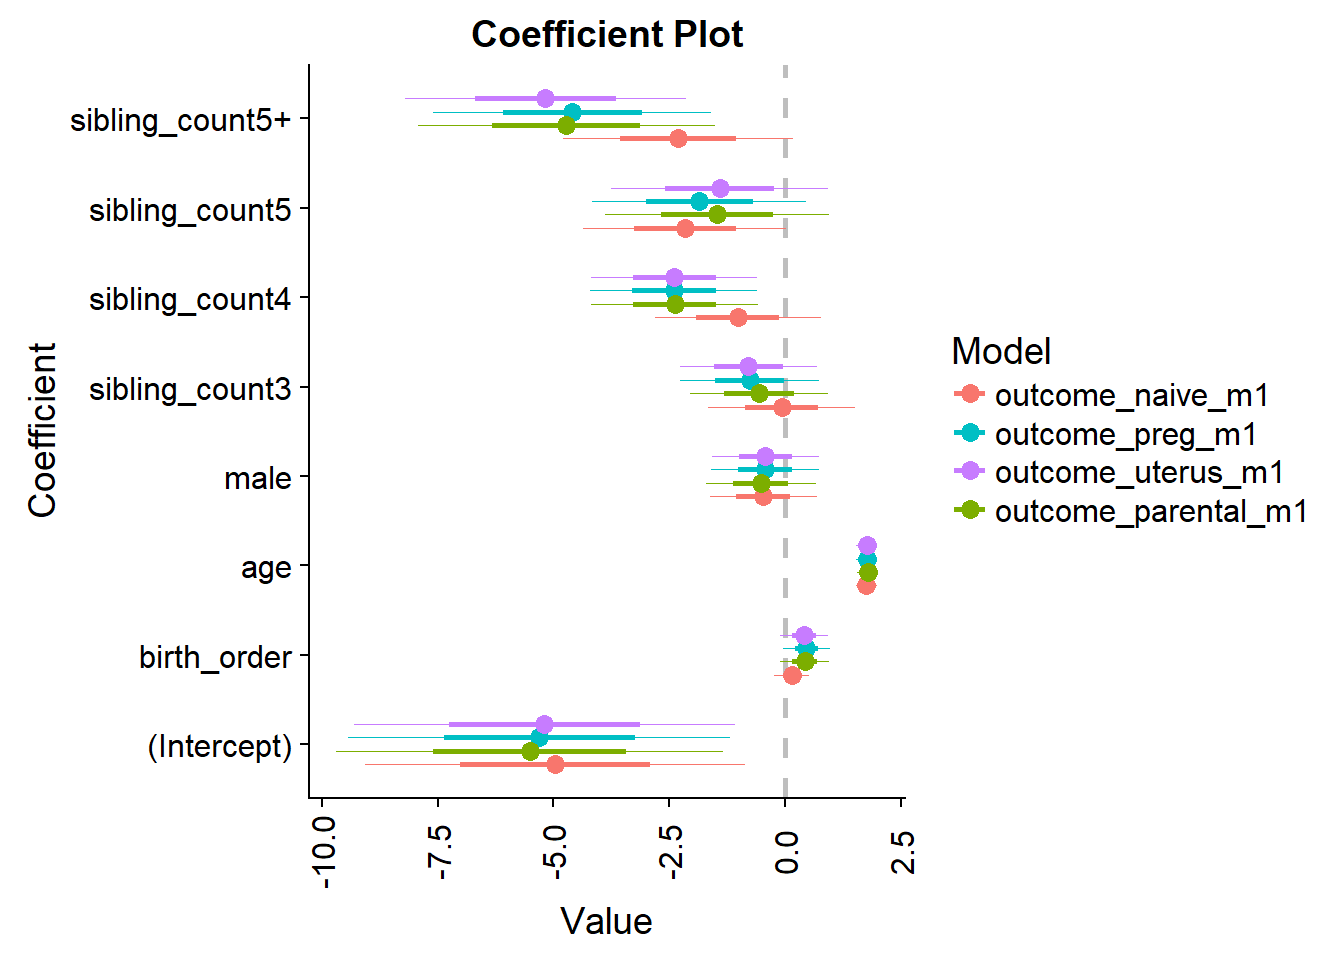 Coefficient Plot
Coefficient
sibling_count5+
sibling_count5
sibling_count4
sibling_count3
male
age
birth_order
(Intercept)
-10.0
-7.5
-5.0
-2.5
0.0
2.5
Value
Model
outcome_naive_m1
outcome_preg_m1
outcome_uterus_m1
outcome_parental_m1